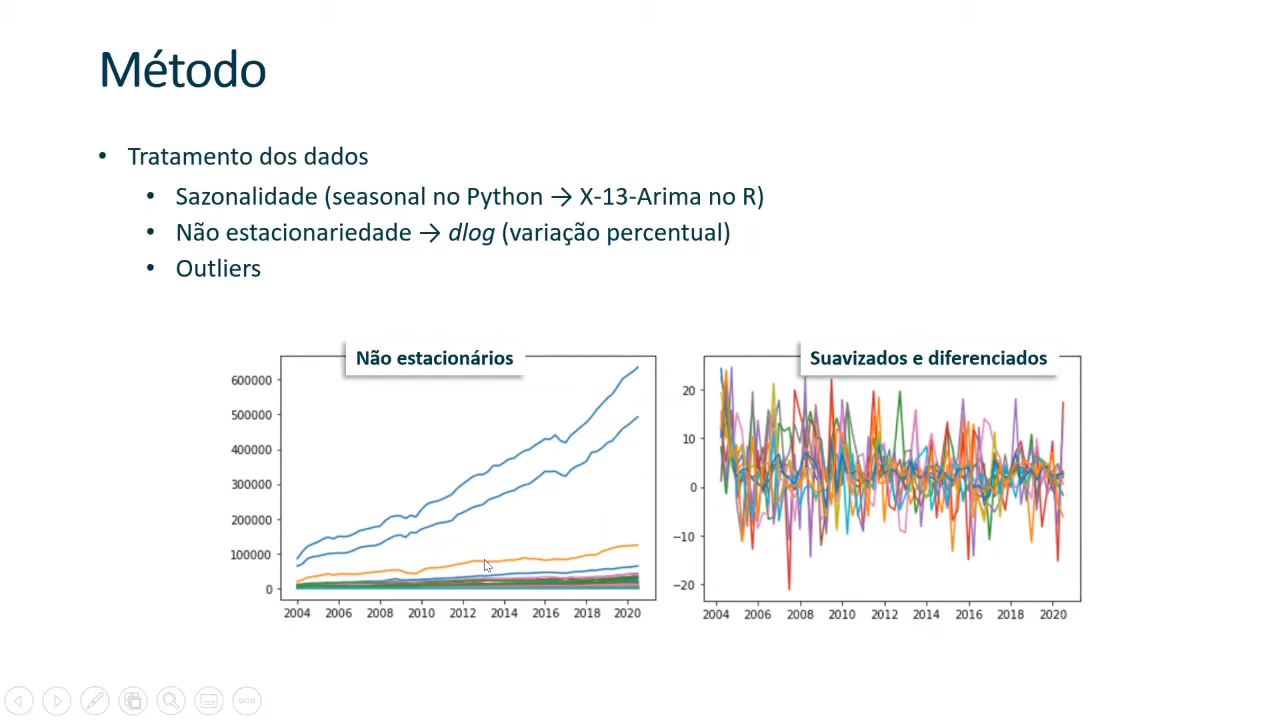 Método
• Tratamento dos dados
• Sazonalidade (seasonal no Python → X-13-Arima no R)
• Não estacionariedade → dlog (variação percentual)
• Outliers
Não estacionários
600000
500000
400000
300000
200000
100000
0
2004 2006 2008 2010 2012 2014 2016 2018 2020
Suavizados e diferenciados
20
10
0
−10
−20
2004 2006 2008 2010 2012 2014 2016 2018 2020